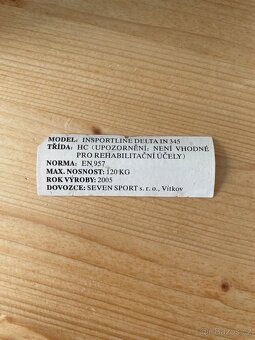 MODEL: INSPORTLINE DELTA IN 345
TŘÍDA: HC (UPOZORNĚNÍ: NENÍ VHODNÉ
PRO REHABILITAČNÍ ÚČELY)
NORMA: EN 957
MAX. NOSNOST: 120 KG
ROK VÝROBY: 2005
DOVOZCE: SEVEN SPORT s. r. o., Vítkov